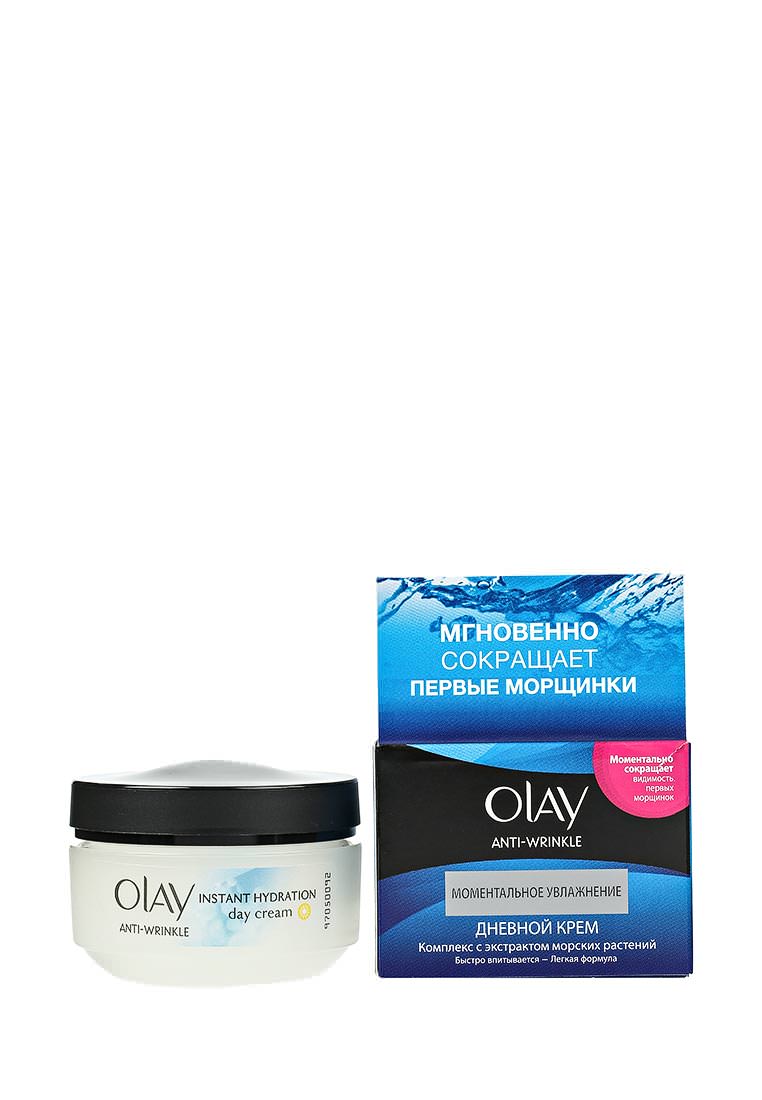 OLAY
ANTI-WRINKLE
INSTANT HYDRATION
day cream
97050092
МГНОВЕННО
СОКРАЩАЕТ
ПЕРВЫЕ МОРЩИНКИ
Моментально
сокращает
видимость
первых
морщинок
OLAY
ANTI-WRINKLE
МОМЕНТАЛЬНОЕ УВЛАЖНЕНИЕ
ДНЕВНОЙ КРЕМ
Комплекс с экстрактом морских растений
Быстро впитывается – Легкая формула